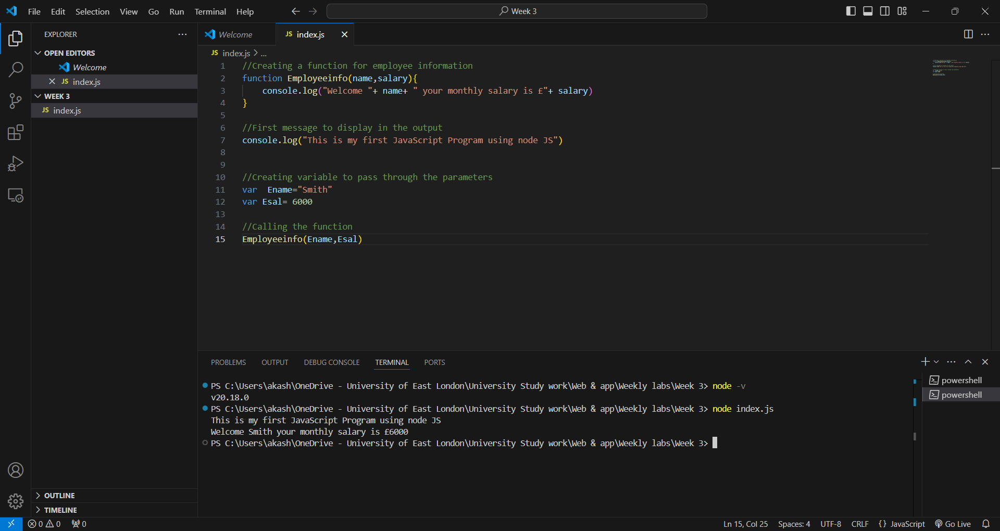 File Edit Selection View Go Run Terminal Help
Week 3
EXPLORER
OPEN EDITORS
Welcome
JS index.js
WEEK 3
JS index.js
OUTLINE
TIMELINE
Welcome
JS index.js
JS index.js > ...
1 //Creating a function for employee information
2 function Employeeinfo(name,salary){
3     console.log("Welcome "+ name+ " your monthly salary is £"+ salary)
4 }
5
6 //First message to display in the output
7 console.log("This is my first JavaScript Program using node JS")
8
9
10 //Creating variable to pass through the parameters
11 var  Ename="Smith"
12 var Esal= 6000
13
14 //Calling the function
15 Employeeinfo(Ename,Esal)
PROBLEMS OUTPUT DEBUG CONSOLE TERMINAL PORTS
PS C:\Users\akash\OneDrive - University of East London\University Study work\Web & app\Weekly labs\Week 3> node -v
v20.18.0
PS C:\Users\akash\OneDrive - University of East London\University Study work\Web & app\Weekly labs\Week 3> node index.js
This is my first JavaScript Program using node JS
Welcome Smith your monthly salary is £6000
PS C:\Users\akash\OneDrive - University of East London\University Study work\Web & app\Weekly labs\Week 3>
powershell
powershell
0 0 0
Ln 15, Col 25 Spaces: 4 UTF-8 CRLF {} JavaScript Go Live